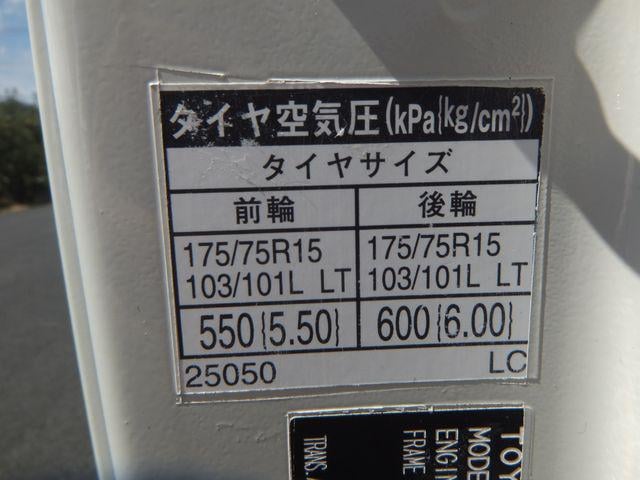 タイヤ空気圧(kPa{kg/cm²})
タイヤサイズ
前輪 後輪
175/75R15 175/75R15
103/101L LT 103/101L LT
550{5.50} 600{6.00}
25050 LC
TOY
MODE
ENGIN
FRAME
TRANS.